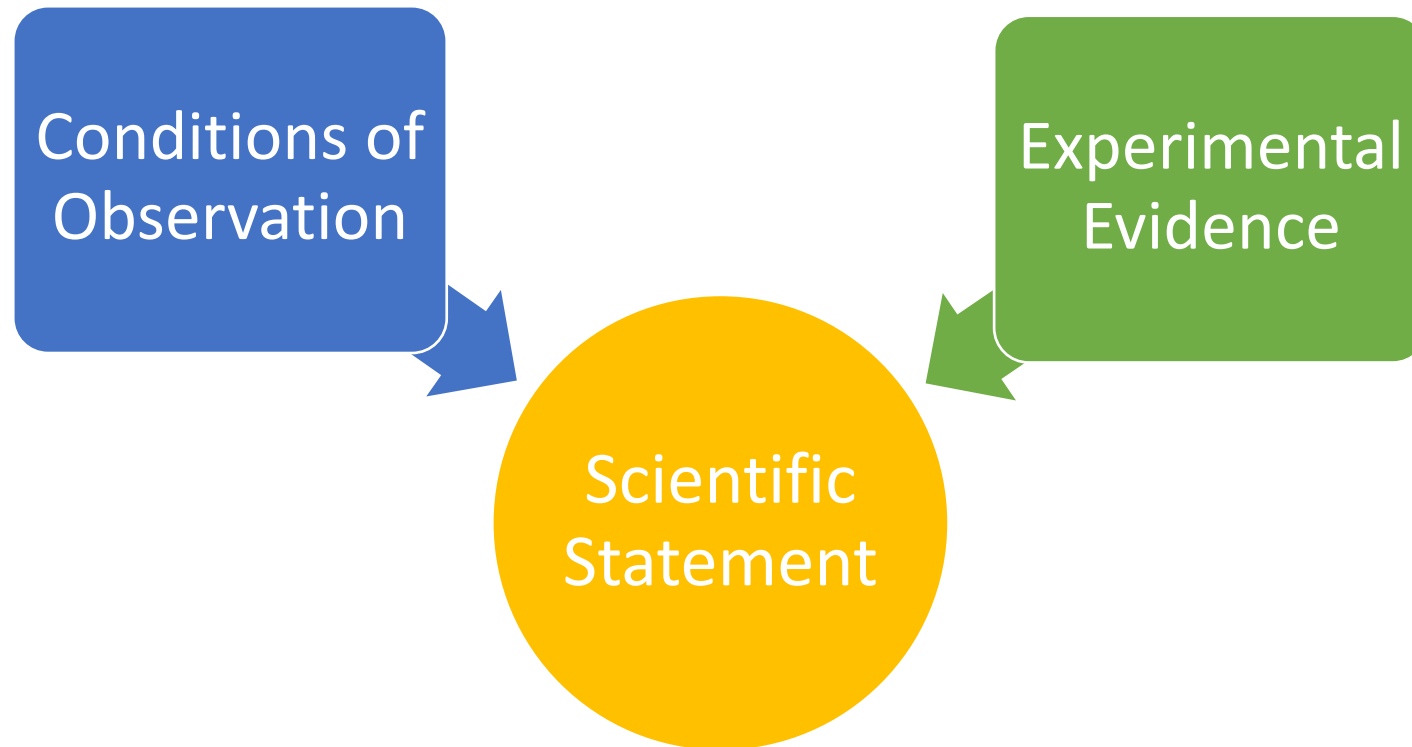 Conditions of
Observation
Experimental
Evidence
Scientific
Statement